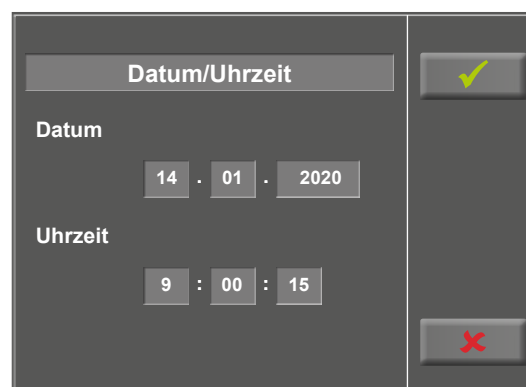 Datum/Uhrzeit
Datum
14 . 01 . 2020
Uhrzeit
9 : 00 : 15